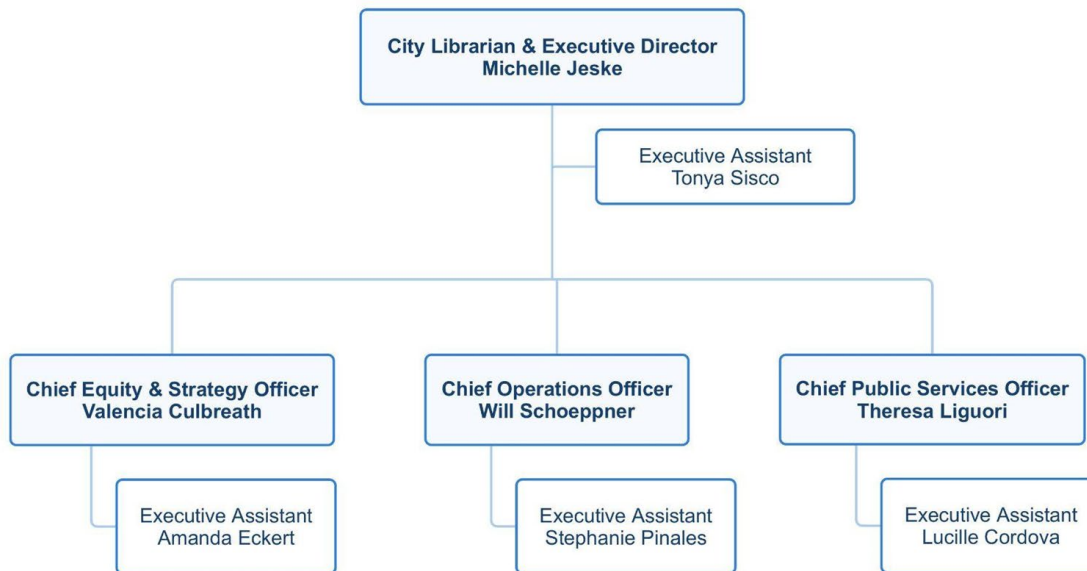 City Librarian & Executive Director
Michelle Jeske
Executive Assistant
Tonya Sisco
Chief Equity & Strategy Officer
Valencia Culbreath
Chief Operations Officer
Will Schoeppner
Chief Public Services Officer
Theresa Liguori
Executive Assistant
Amanda Eckert
Executive Assistant
Stephanie Pinales
Executive Assistant
Lucille Cordova